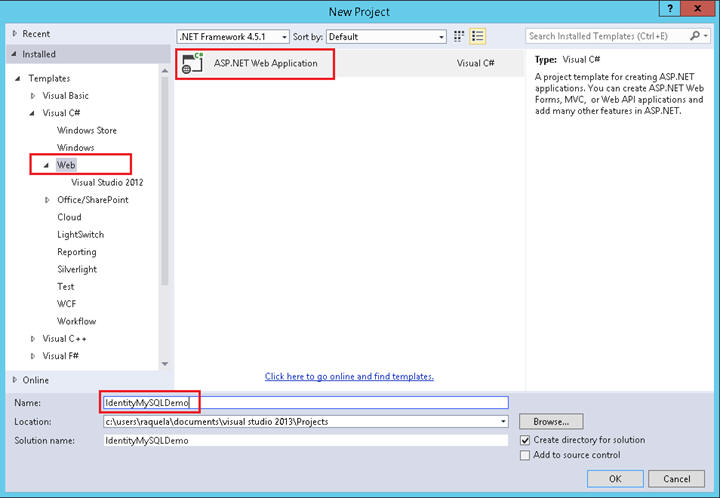 New Project
?
Recent
.NET Framework 4.5.1
Sort by: Default
Search Installed Templates (Ctrl+E)
Installed
Templates
Visual Basic
Visual C#
Windows Store
Windows
Web
Visual Studio 2012
Office/SharePoint
Cloud
LightSwitch
Reporting
Silverlight
Test
WCF
Workflow
Visual C++
Visual F#
Online
C#
ASP.NET Web Application Visual C#
Click here to go online and find templates.
Type: Visual C#
A project template for creating ASP.NET
applications. You can create ASP.NET Web
Forms, MVC, or Web API applications and
add many other features in ASP.NET.
Name: IdentityMySQLDemo
Location: c:\users\raquela\documents\visual studio 2013\Projects
Browse...
Solution name: IdentityMySQLDemo
Create directory for solution
Add to source control
OK Cancel